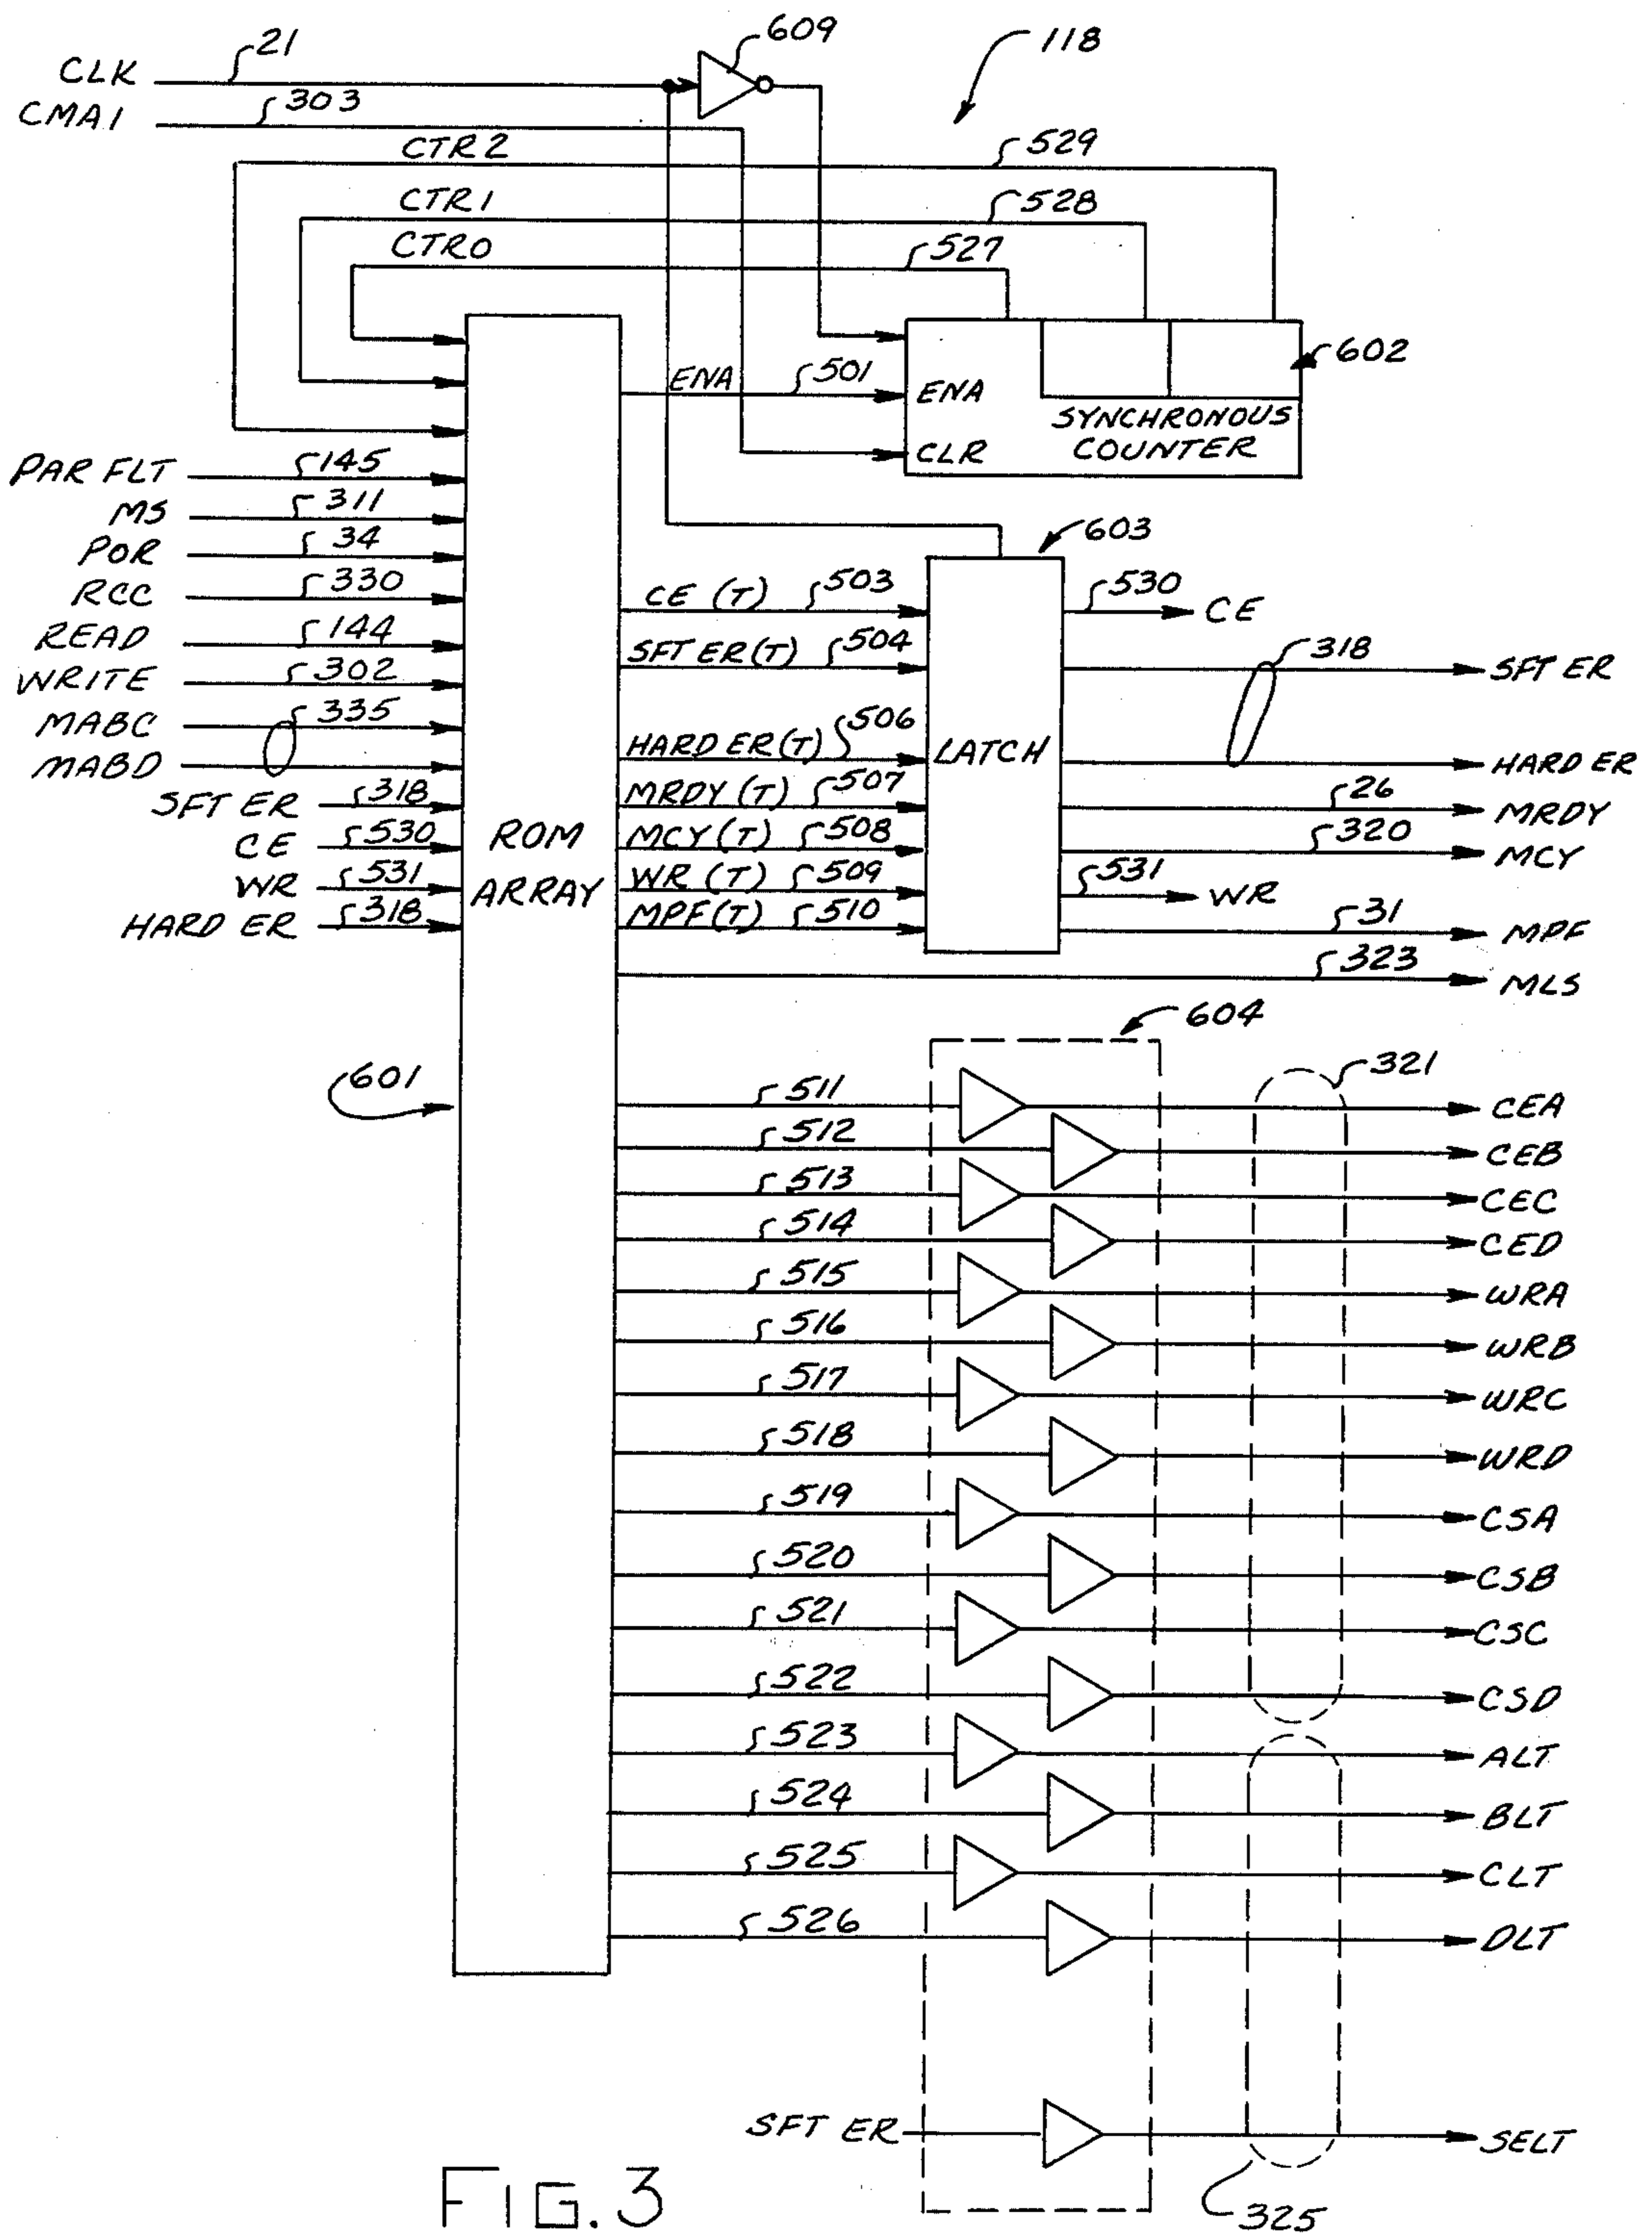 CLK 21 609 118
CMA1 303
CTR2 529
CTR1 528
CTR0 527
602
ENA 501 ENA
SYNCHRONOUS
COUNTER
CLR
PAR FLT 145
MS 311
POR 34
RCC 330
READ 144
WRITE 302
MABC 335
MABD
SFT ER 318
CE 530
WR 531
HARD ER 318
ROM
ARRAY
601
603
CE (T) 503 530 CE
SFT ER(T) 504 318 SFT ER
HARD ER(T) 506 LATCH HARD ER
MRDY (T) 507 26 MRDY
MCY(T) 508 320 MCY
WR (T) 509 531 WR
MPF(T) 510 31 MPF
323 MLS
604
321
511 CEA
512 CEB
513 CEC
514 CED
515 WRA
516 WRB
517 WRC
518 WRD
519 CSA
520 CSB
521 CSC
522 CSD
523 ALT
524 BLT
525 CLT
526 DLT
SFT ER SELT
325
FIG. 3